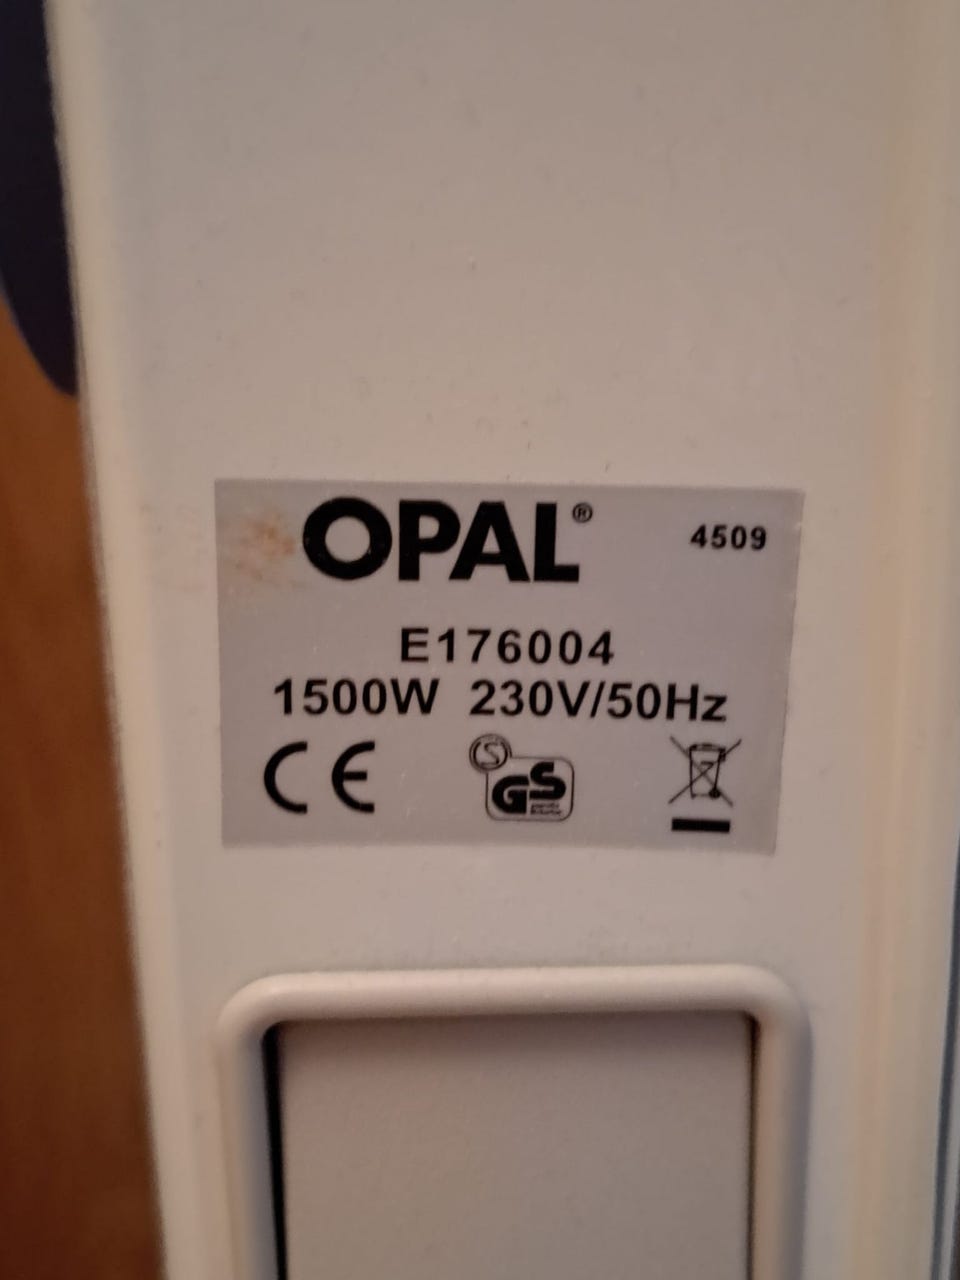 OPAL® 4509
E176004
1500W 230V/50Hz
CE
S
GS